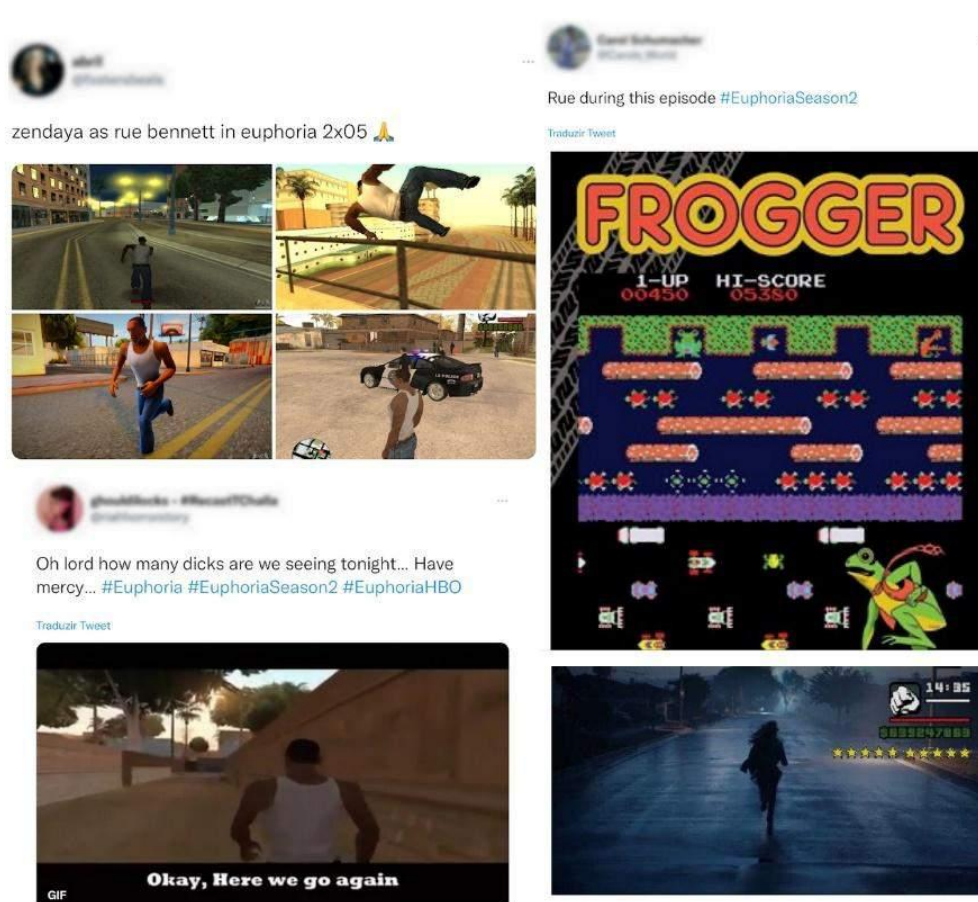 zendaya as rue bennett in euphoria 2x05 🙏
Oh lord how many dicks are we seeing tonight... Have
mercy... #Euphoria #EuphoriaSeason2 #EuphoriaHBO
Traduzir Tweet
Okay, Here we go again
GIF
Rue during this episode #EuphoriaSeason2
Traduzir Tweet
FROGGER
1-UP HI-SCORE
00450 05380
14:35